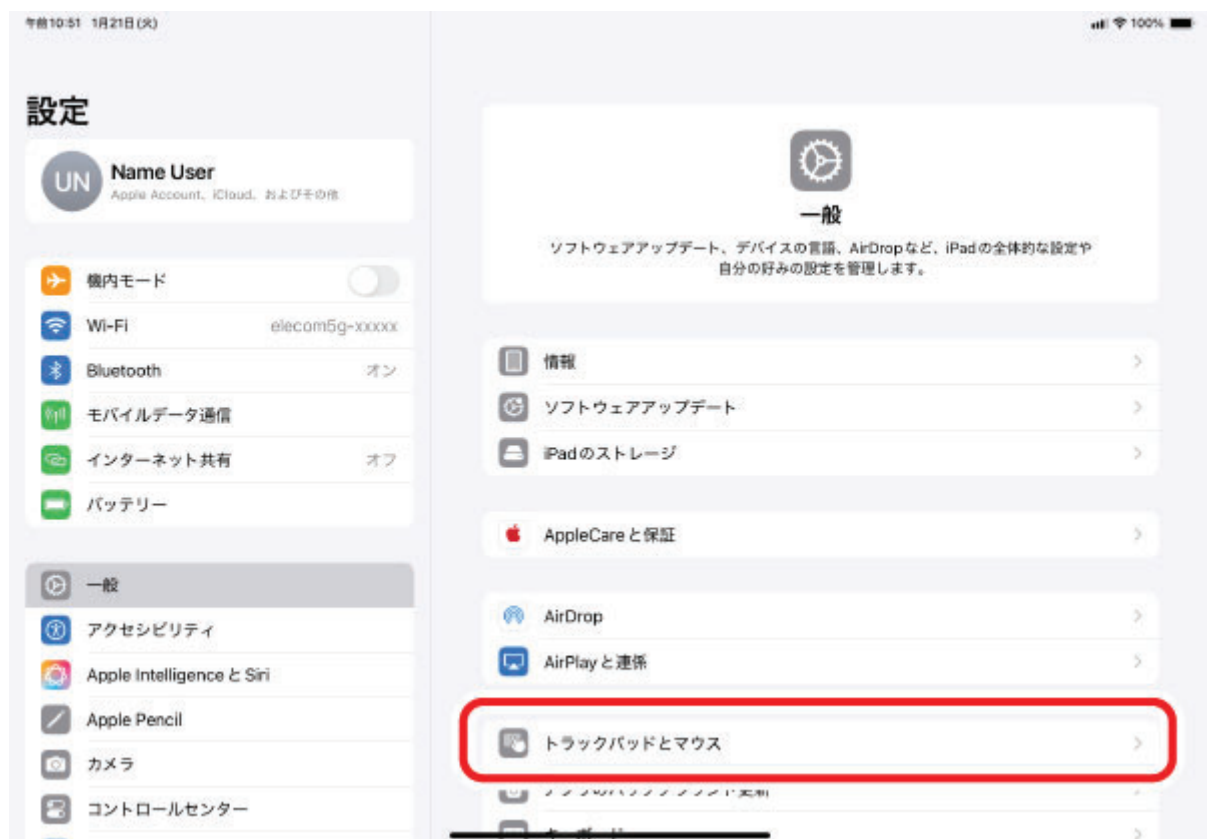 午前10:51 1月21日(火)
100%
設定
UN
Name User
Apple Account、iCloud、およびその他
機内モード
Wi-Fi
elecom5g-xxxxx
Bluetooth
オン
モバイルデータ通信
インターネット共有
オフ
バッテリー
一般
アクセシビリティ
Apple Intelligence と Siri
Apple Pencil
カメラ
コントロールセンター
一般
ソフトウェアアップデート、デバイスの言語、AirDropなど、iPadの全体的な設定や
自分の好みの設定を管理します。
情報
ソフトウェアアップデート
iPadのストレージ
AppleCareと保証
AirDrop
AirPlayと連係
トラックパッドとマウス